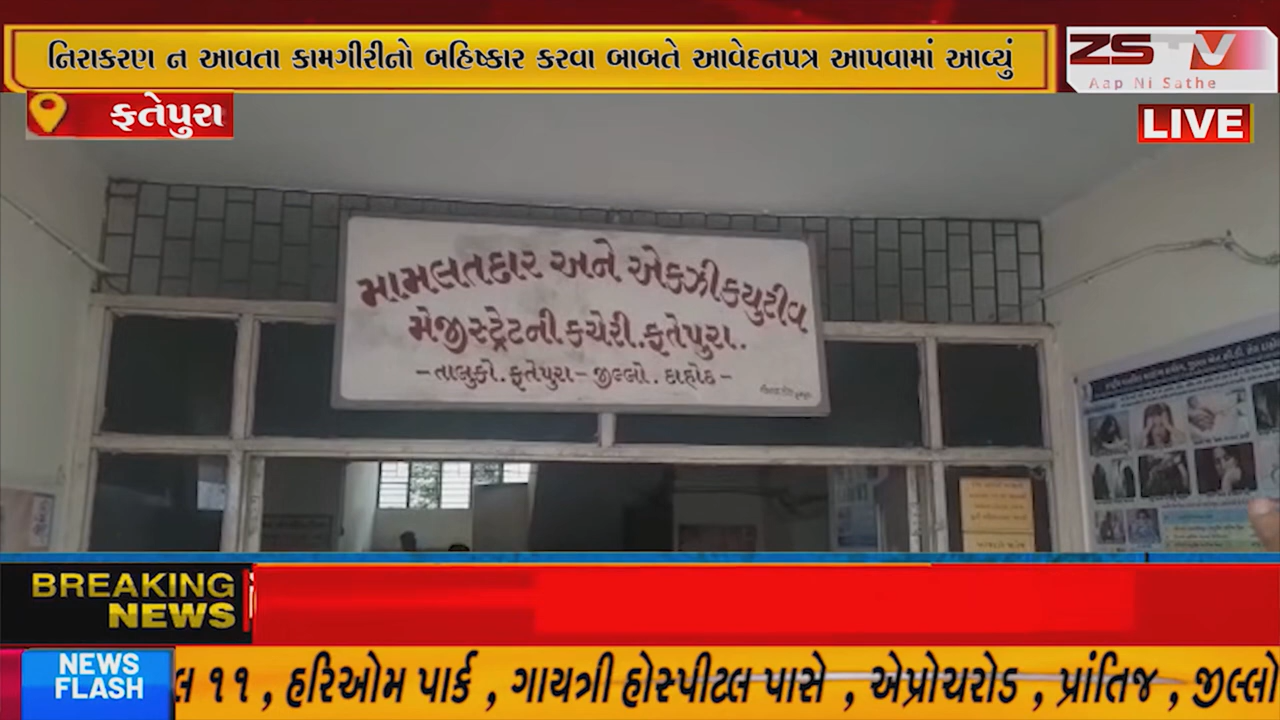 નિરાકરણ ન આવતા કામગીરીનો બહિષ્કાર કરવા બાબતે આવેદનપત્ર આપવામાં આવ્યું
ZSTV
Aap Ni Sathe
ફતેપુરા
LIVE
મામલતદાર અને એકઝીકયુટીવ
મેજીસ્ટ્રેટની.કચેરી.ફતેપુરા.
-તાલુકો.ફતેપુરા-જીલ્લો.દાહોદ-
BREAKING
NEWS
NEWS
FLASH
લ ૧૧ , હરિઓમ પાર્ક , ગાયત્રી હોસ્પીટલ પાસે , એપ્રોચરોડ , પ્રાંતિજ , જીલ્લો